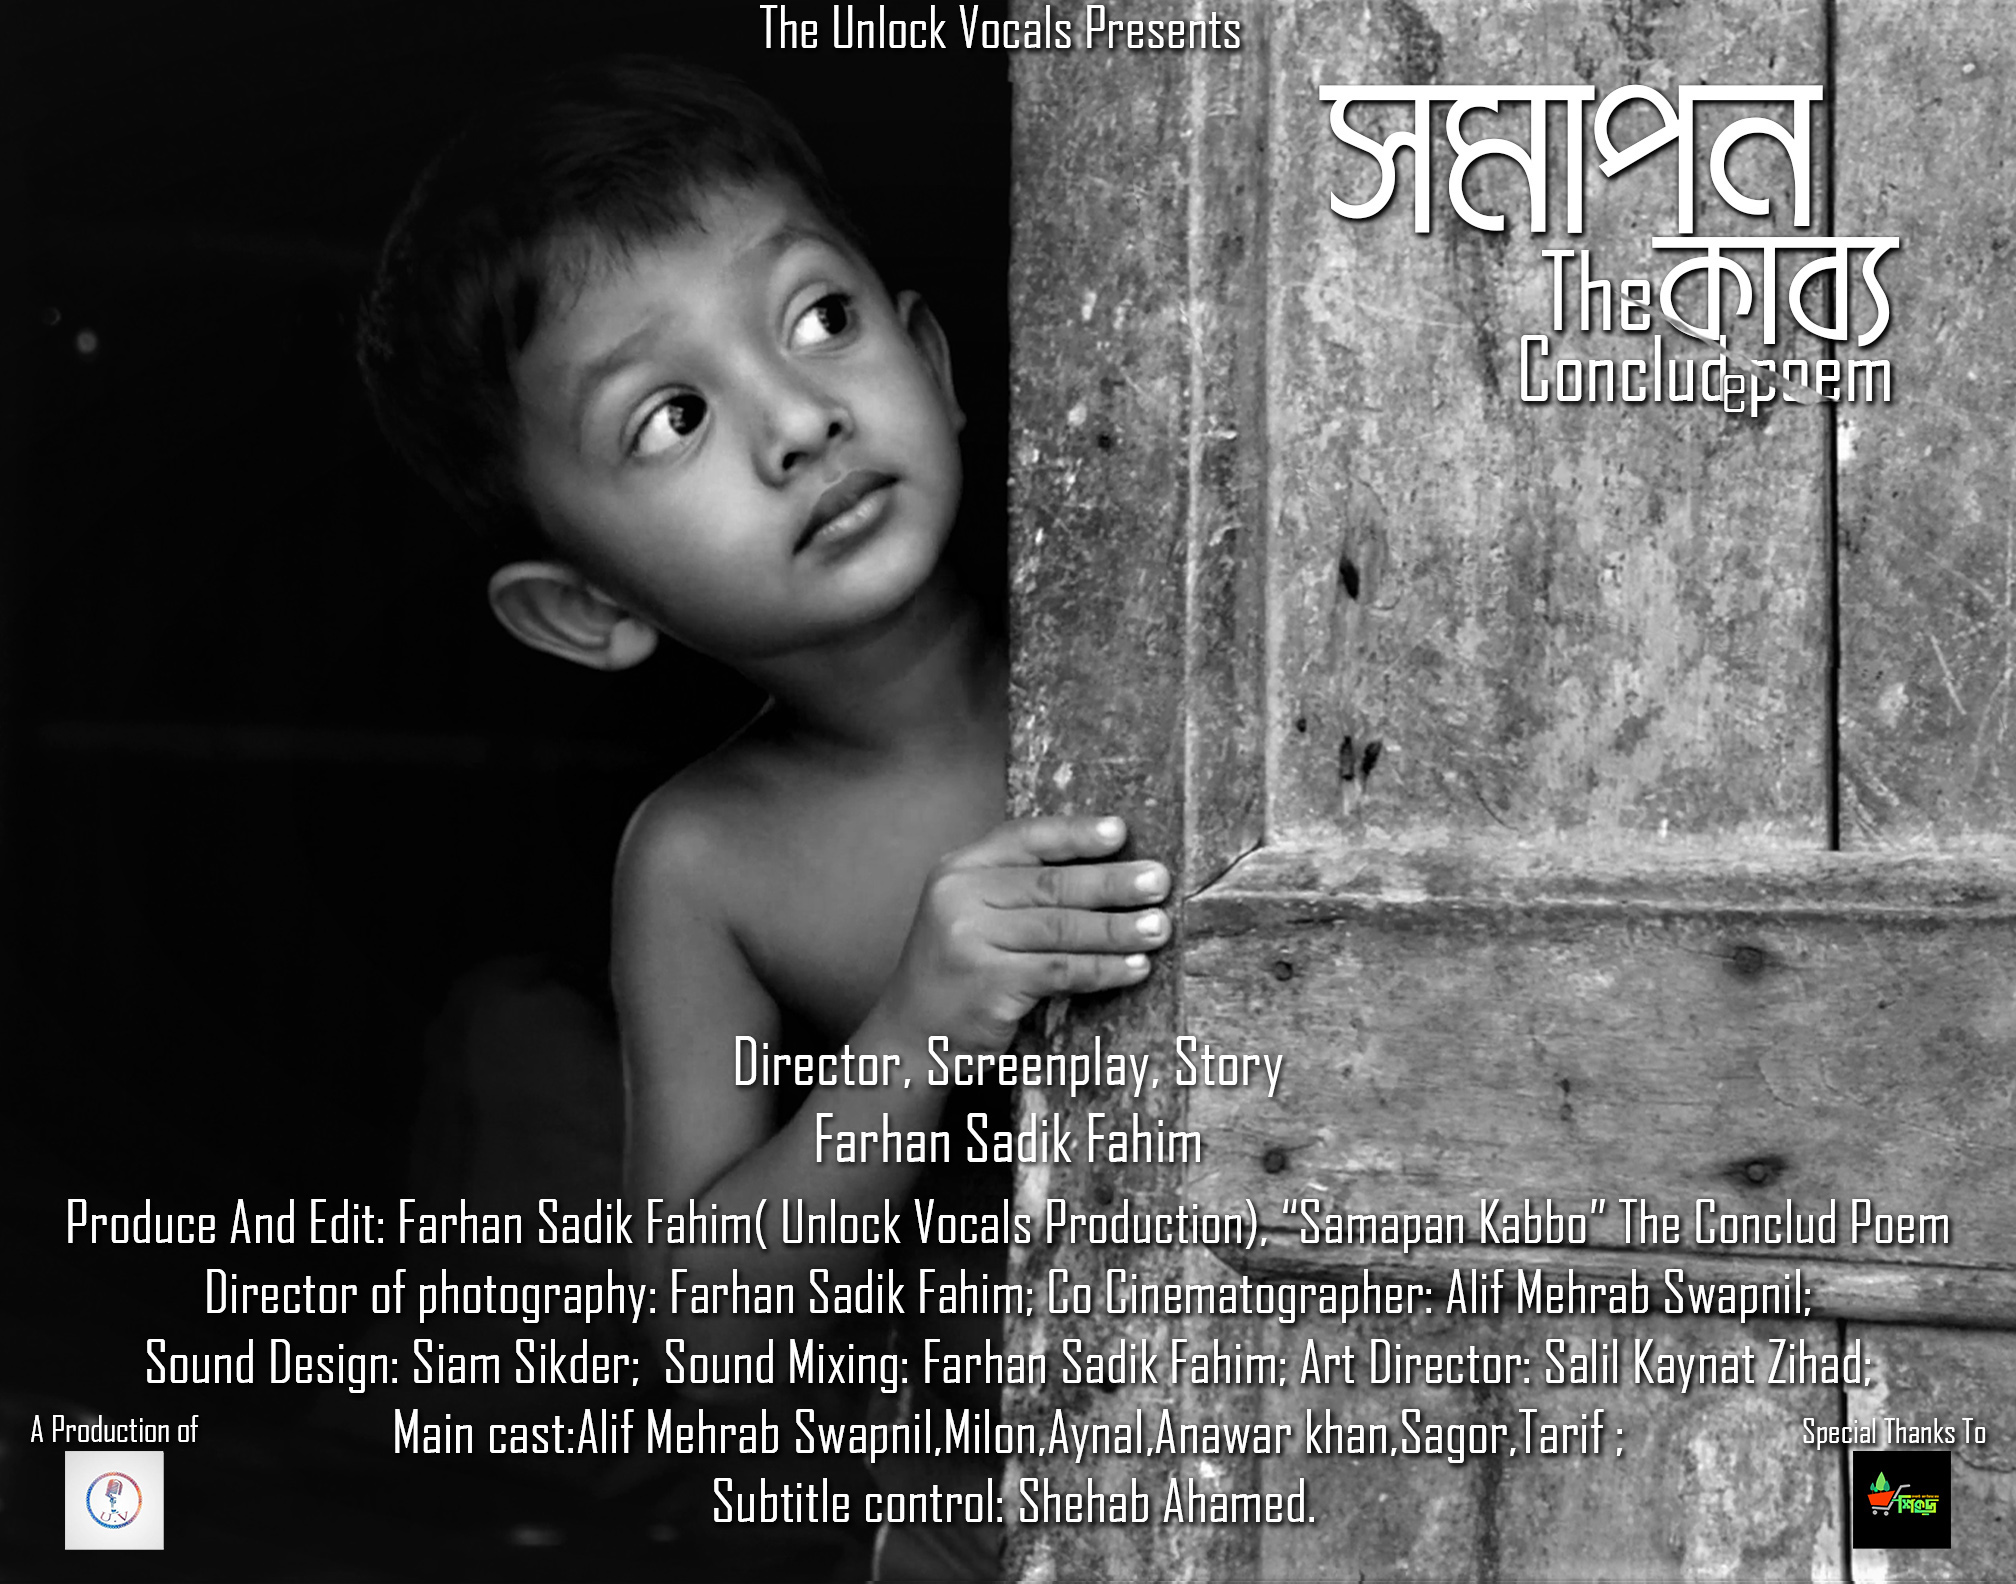 The Unlock Vocals Presents
সমাপন
কাব্য
The
Conclude poem
Director, Screenplay, Story
Farhan Sadik Fahim
Produce And Edit: Farhan Sadik Fahim( Unlock Vocals Production), “Samapan Kabbo” The Conclud Poem
Director of photography: Farhan Sadik Fahim; Co Cinematographer: Alif Mehrab Swapnil;
Sound Design: Siam Sikder;  Sound Mixing: Farhan Sadik Fahim; Art Director: Salil Kaynat Zihad;
Main cast:Alif Mehrab Swapnil,Milon,Aynal,Anawar khan,Sagor,Tarif ;
Subtitle control: Shehab Ahamed.
A Production of
U.V
Special Thanks To
শিকড়